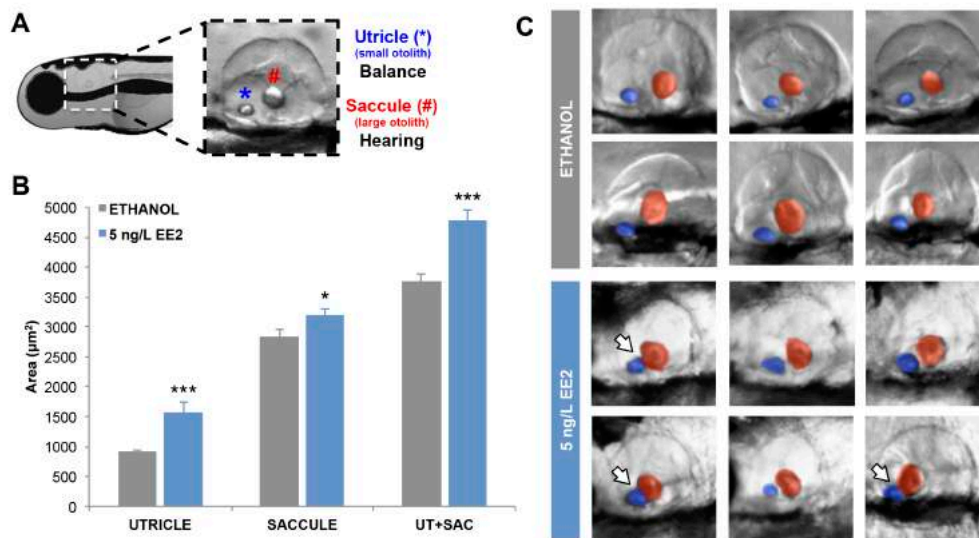 A
*
#
Utricle (*)
(small otolith)
Balance
Saccule (#)
(large otolith)
Hearing
B
ETHANOL
5 ng/L EE2
Area (µm²)
5000
4500
4000
3500
3000
2500
2000
1500
1000
500
0
***
*
***
UTRICLE
SACCULE
UT+SAC
C
ETHANOL
5 ng/L EE2